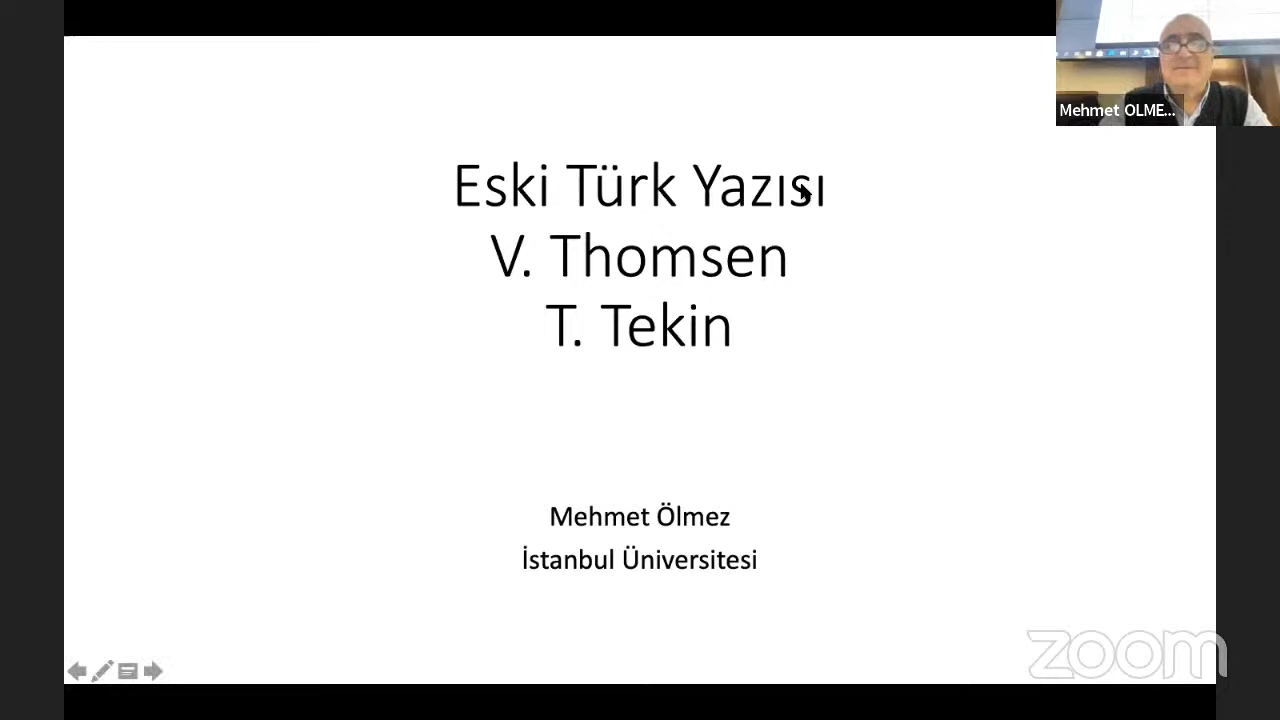 Mehmet OLME...
Eski Türk Yazısı
V. Thomsen
T. Tekin
Mehmet Ölmez
İstanbul Üniversitesi
zoom